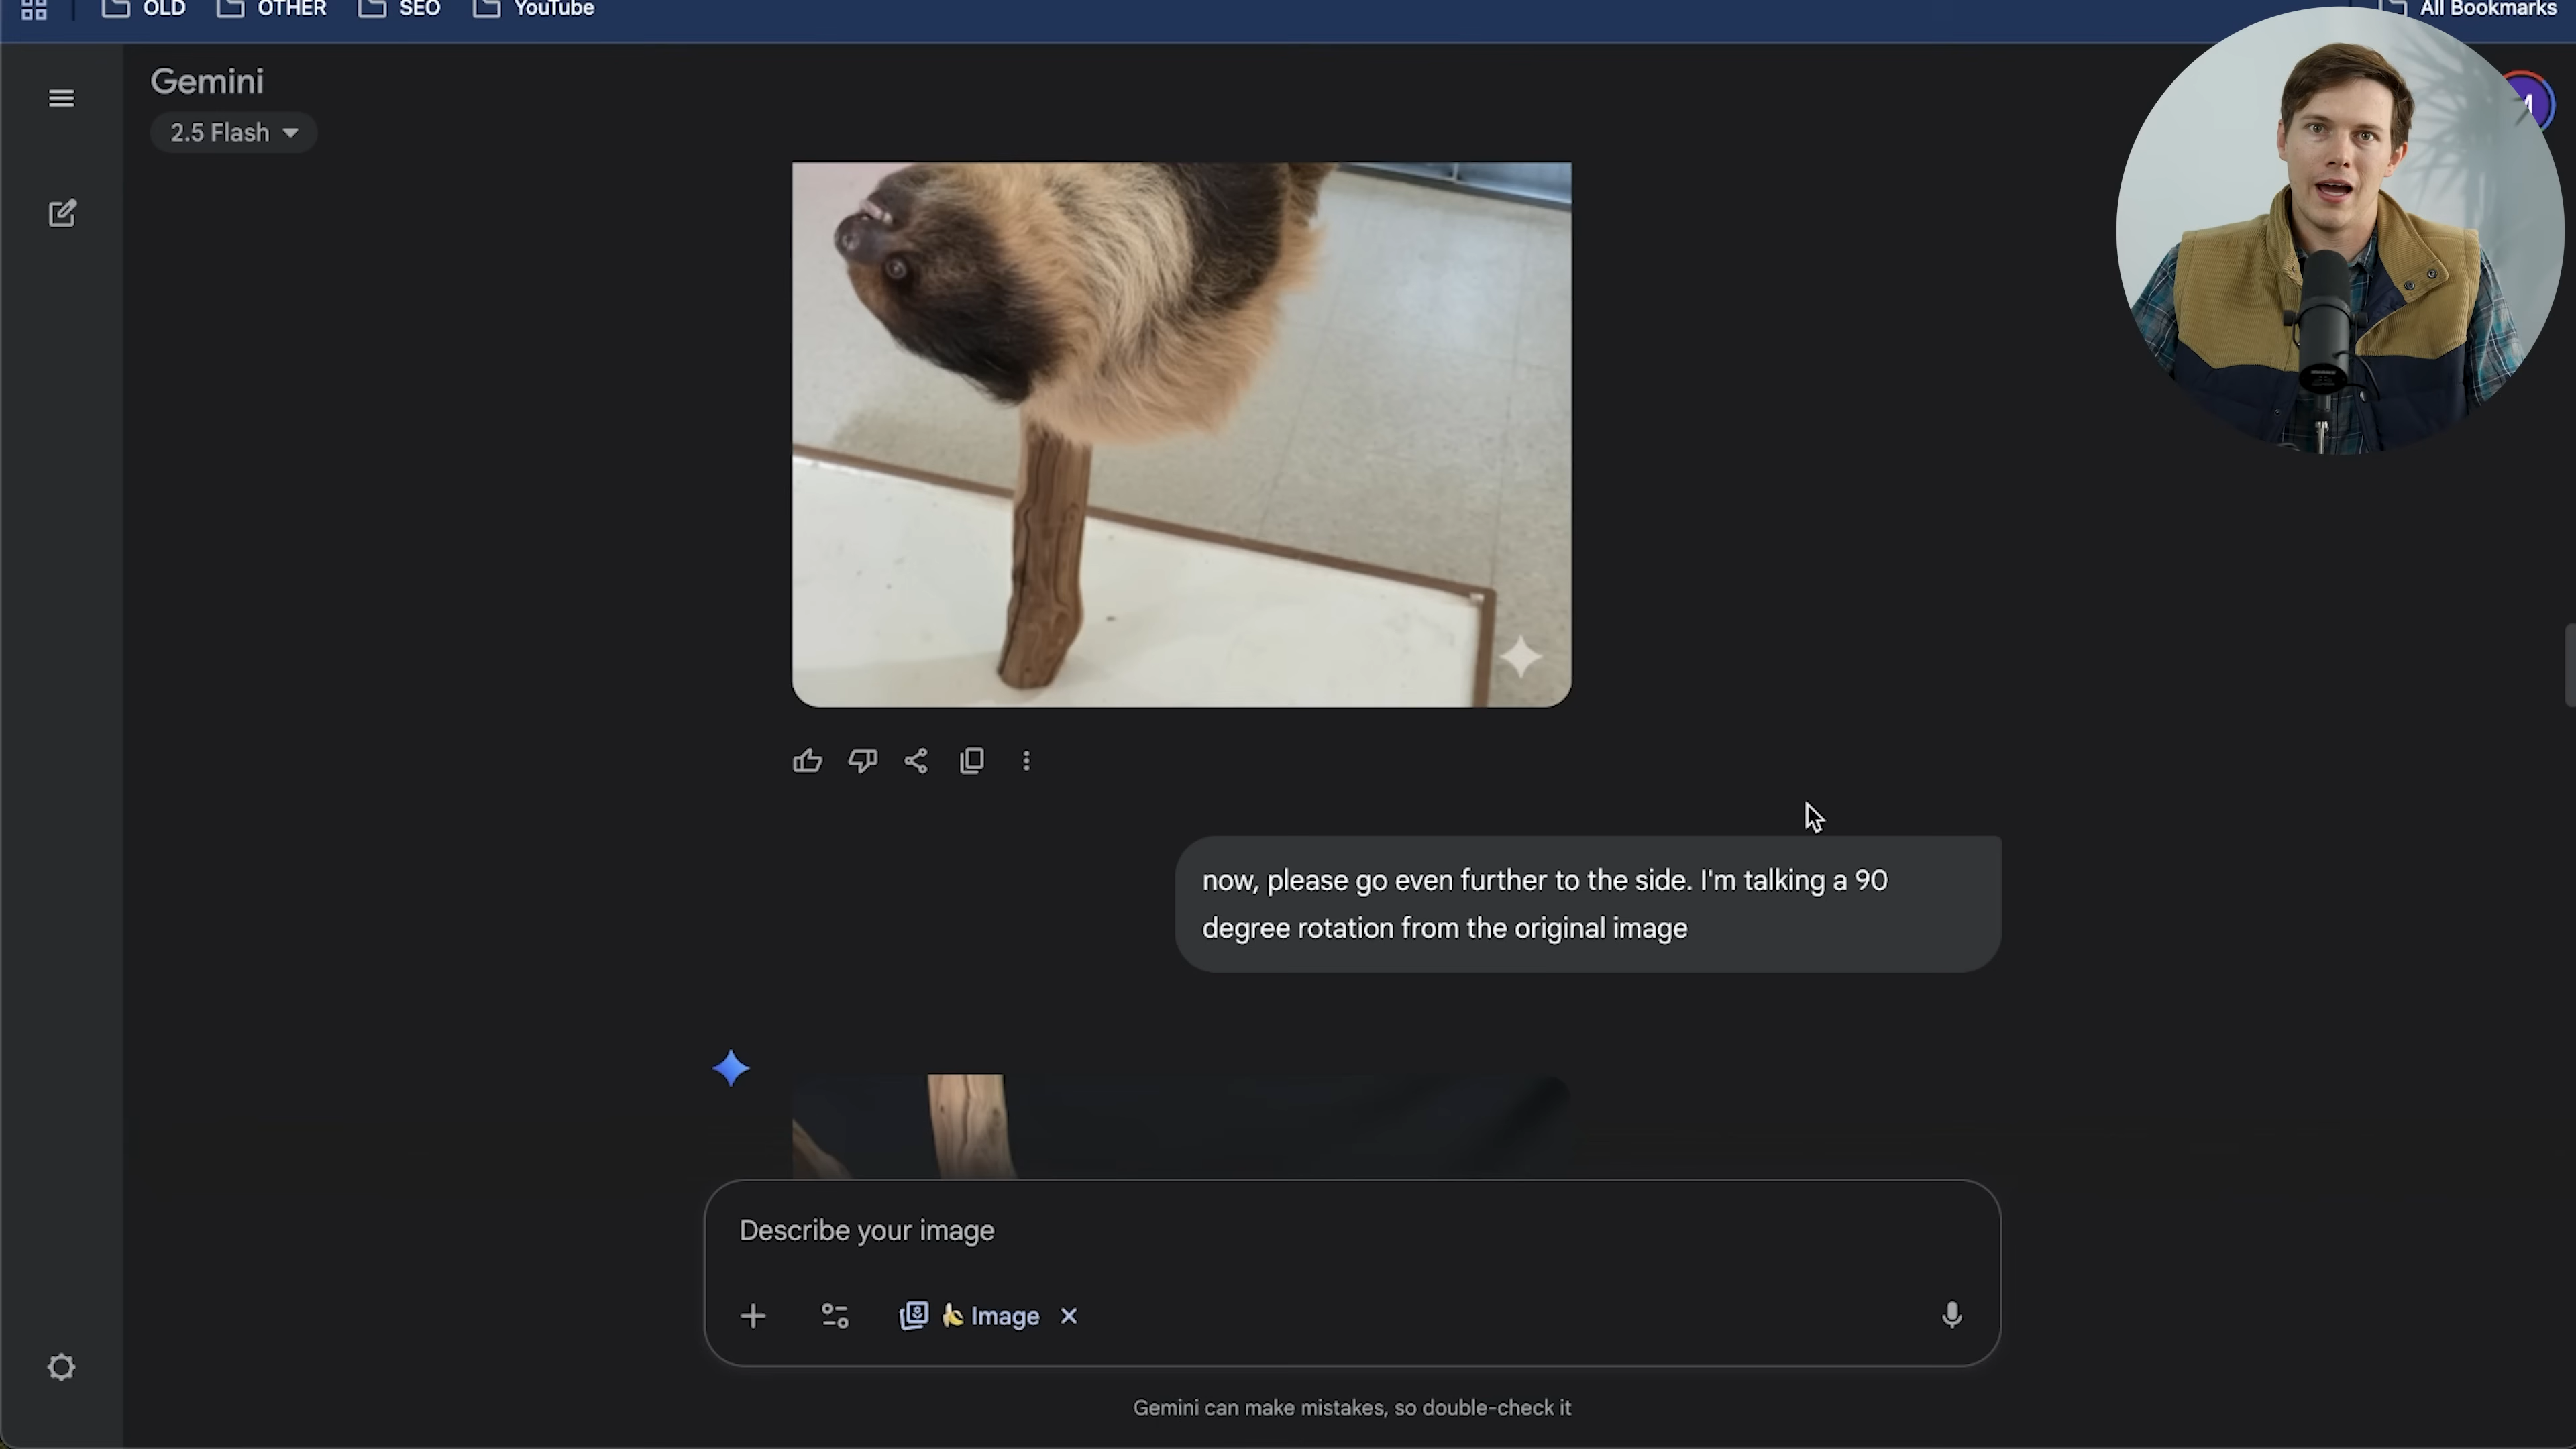 OLD OTHER SEO YouTube All Bookmarks
Gemini
2.5 Flash
now, please go even further to the side. I'm talking a 90
degree rotation from the original image
Describe your image
Image
Gemini can make mistakes, so double-check it